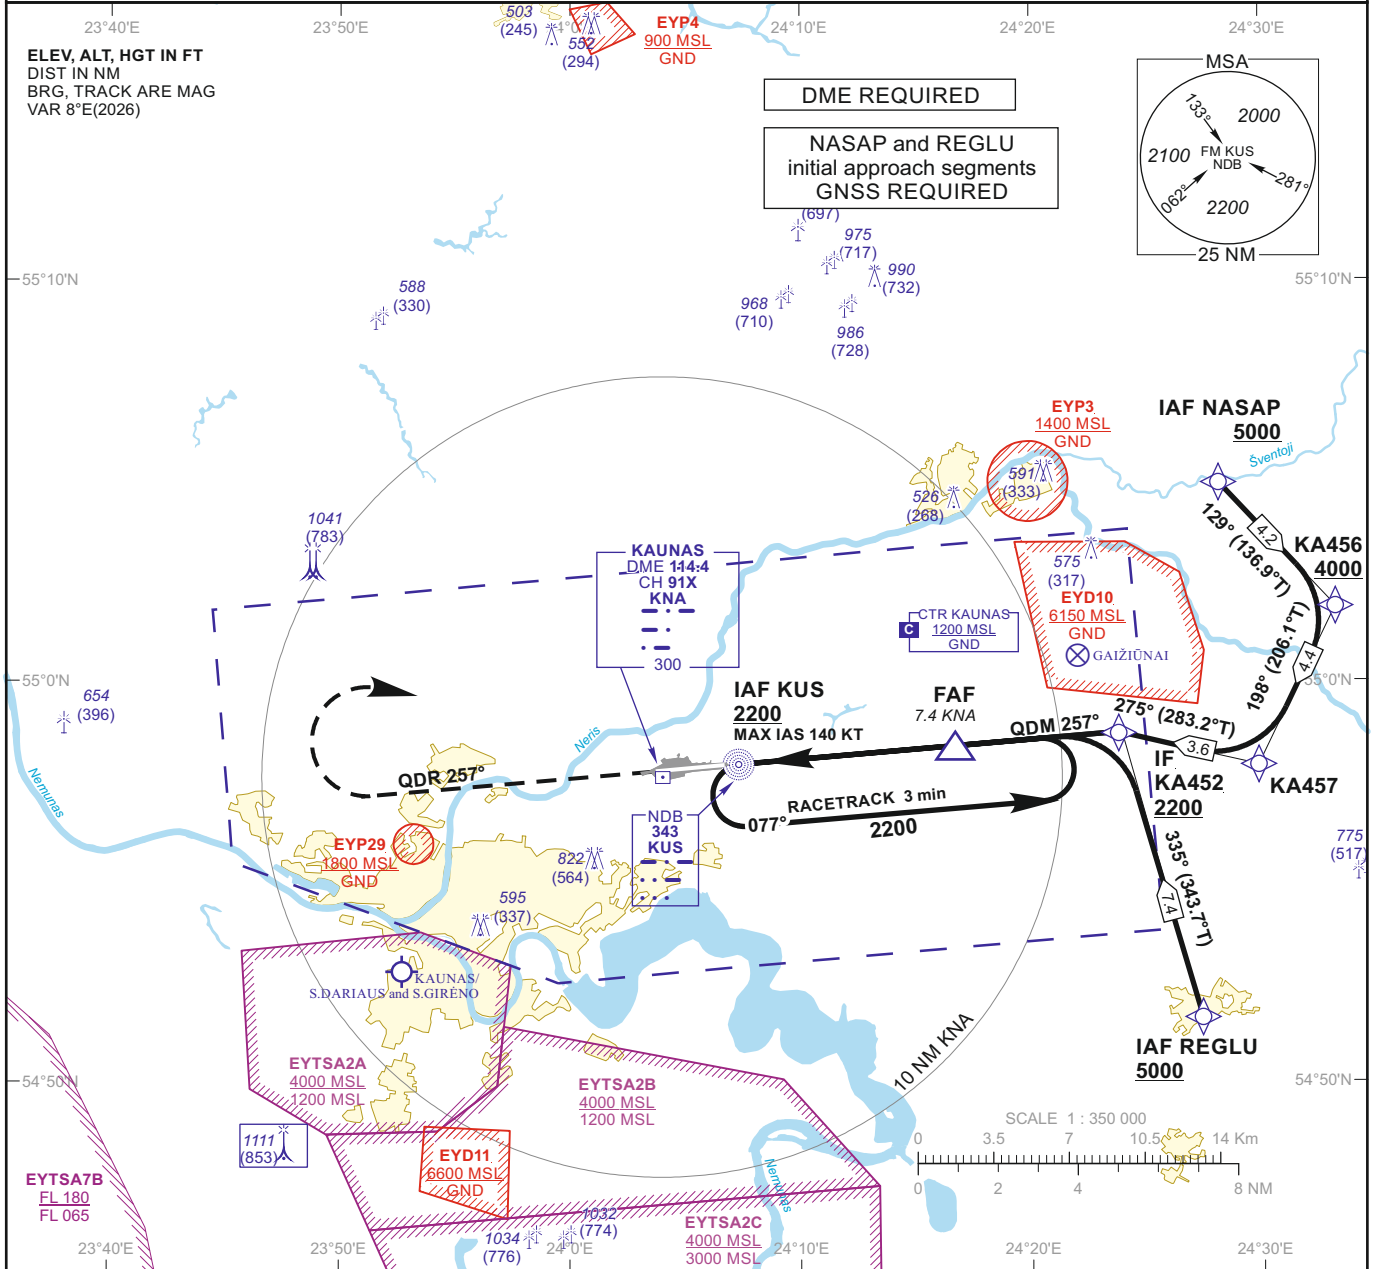 23°40'E
23°50'E
24°0'E
24°10'E
24°20'E
24°30'E
503
(245)
552
(294)
EYP4
900 MSL
GND
ELEV, ALT, HGT IN FT
DIST IN NM
BRG, TRACK ARE MAG
VAR 8°E(2026)
DME REQUIRED
NASAP and REGLU
initial approach segments
GNSS REQUIRED
MSA
133°
2000
2100
FM KUS
NDB
281°
062°
2200
25 NM
(697)
975
(717)
990
(732)
968
(710)
986
(728)
55°10'N
55°10'N
588
(330)
EYP3
1400 MSL
GND
591
(333)
526
(268)
IAF NASAP
5000
Šventoji
129° (136.9°T)
4.2
KA456
4000
1041
(783)
KAUNAS
DME 114.4
CH 91X
KNA
300
575
(317)
EYD10
6150 MSL
GND
GAIŽIŪNAI
C
CTR KAUNAS
1200 MSL
GND
198° (206.1°T)
4.4
55°0'N
55°0'N
654
(396)
IAF KUS
2200
MAX IAS 140 KT
FAF
7.4 KNA
QDM 257°
275° (283.2°T)
3.6
IF
KA452
2200
KA457
Neris
Nemunas
QDR 257°
RACETRACK 3 min
077°
2200
NDB
343
KUS
EYP29
1800 MSL
GND
822
(564)
595
(337)
775
(517)
335° (343.7°T)
7.4
KAUNAS/
S.DARIAUS and S.GIRĖNO
IAF REGLU
5000
10 NM KNA
EYTSA2A
4000 MSL
1200 MSL
EYTSA2B
4000 MSL
1200 MSL
54°50'N
54°50'N
SCALE 1 : 350 000
0 3.5 7 10.5 14 Km
0 2 4 8 NM
1111
(853)
EYD11
6600 MSL
GND
Nemunas
EYTSA7B
FL 180
FL 065
1034
(776)
1032
(774)
EYTSA2C
4000 MSL
3000 MSL
23°40'E
23°50'E
24°0'E
24°10'E
24°20'E
24°30'E